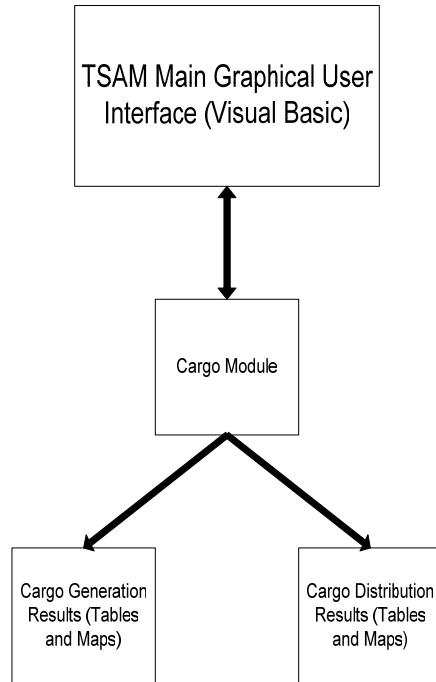 TSAM Main Graphical User
Interface (Visual Basic)
Cargo Module
Cargo Generation
Results (Tables
and Maps)
Cargo Distribution
Results (Tables
and Maps)